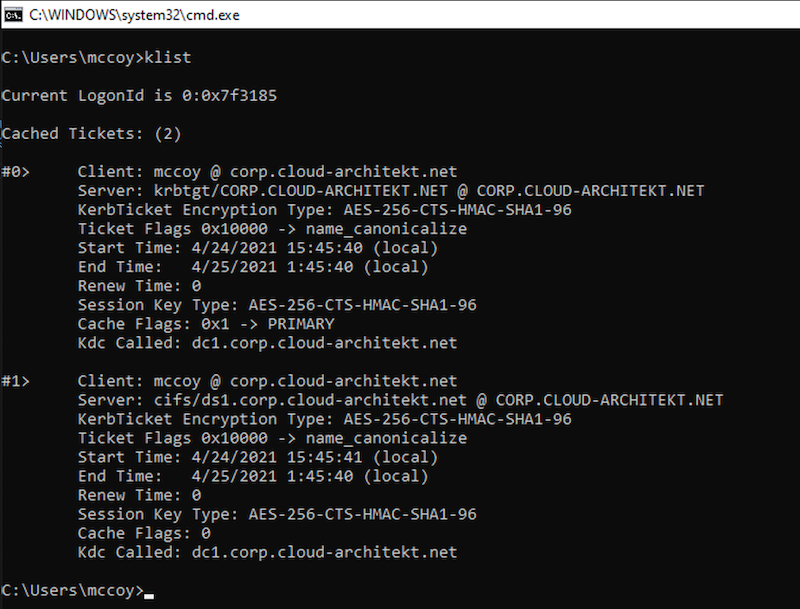 C:\WINDOWS\system32\cmd.exe
C:\Users\mccoy>klist
Current LogonId is 0:0x7f3185
Cached Tickets: (2)
#0>     Client: mccoy @ corp.cloud-architekt.net
        Server: krbtgt/CORP.CLOUD-ARCHITEKT.NET @ CORP.CLOUD-ARCHITEKT.NET
        KerbTicket Encryption Type: AES-256-CTS-HMAC-SHA1-96
        Ticket Flags 0x10000 -> name_canonicalize
        Start Time: 4/24/2021 15:45:40 (local)
        End Time:   4/25/2021 1:45:40 (local)
        Renew Time: 0
        Session Key Type: AES-256-CTS-HMAC-SHA1-96
        Cache Flags: 0x1 -> PRIMARY
        Kdc Called: dc1.corp.cloud-architekt.net
#1>     Client: mccoy @ corp.cloud-architekt.net
        Server: cifs/ds1.corp.cloud-architekt.net @ CORP.CLOUD-ARCHITEKT.NET
        KerbTicket Encryption Type: AES-256-CTS-HMAC-SHA1-96
        Ticket Flags 0x10000 -> name_canonicalize
        Start Time: 4/24/2021 15:45:41 (local)
        End Time:   4/25/2021 1:45:40 (local)
        Renew Time: 0
        Session Key Type: AES-256-CTS-HMAC-SHA1-96
        Cache Flags: 0
        Kdc Called: dc1.corp.cloud-architekt.net
C:\Users\mccoy>